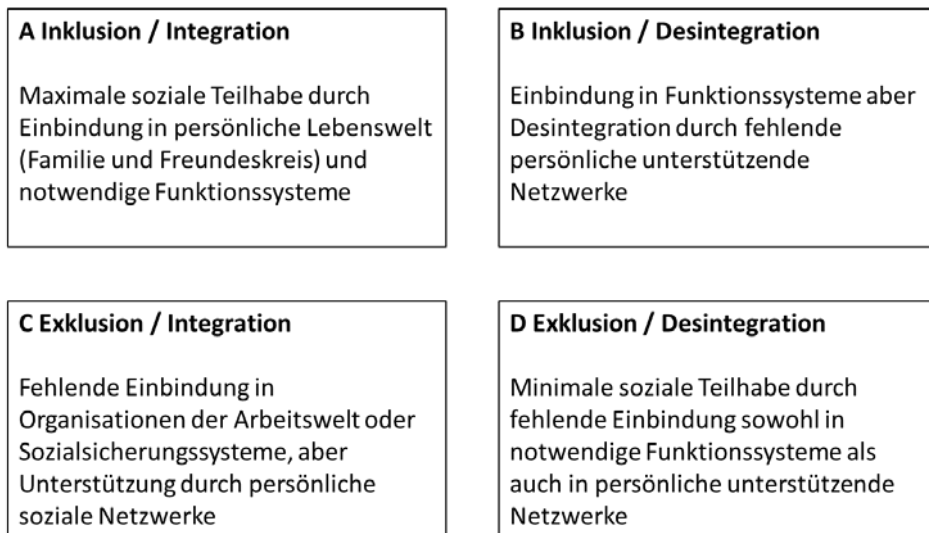 A Inklusion / Integration
Maximale soziale Teilhabe durch
Einbindung in persönliche Lebenswelt
(Familie und Freundeskreis) und
notwendige Funktionssysteme
B Inklusion / Desintegration
Einbindung in Funktionssysteme aber
Desintegration durch fehlende
persönliche unterstützende
Netzwerke
C Exklusion / Integration
Fehlende Einbindung in
Organisationen der Arbeitswelt oder
Sozialsicherungssysteme, aber
Unterstützung durch persönliche
soziale Netzwerke
D Exklusion / Desintegration
Minimale soziale Teilhabe durch
fehlende Einbindung sowohl in
notwendige Funktionssysteme als
auch in persönliche unterstützende
Netzwerke